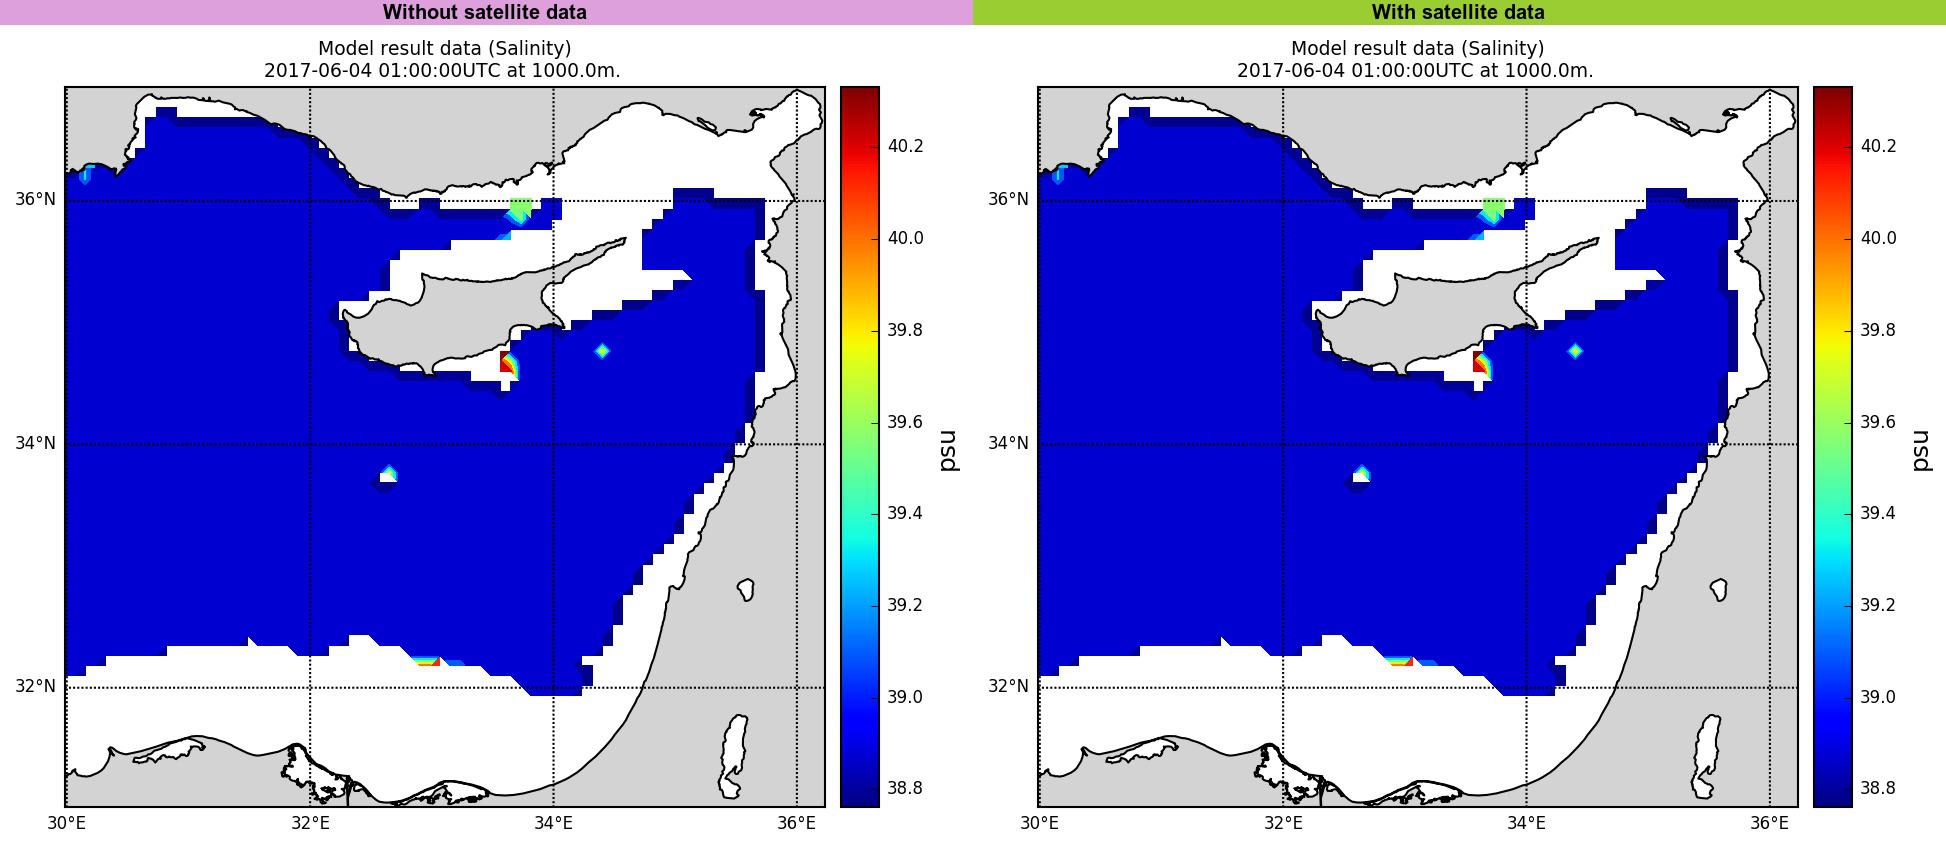 Without satellite data
Model result data (Salinity)
2017-06-04 01:00:00UTC at 1000.0m.
36°N
34°N
32°N
30°E
32°E
34°E
36°E
40.2
40.0
39.8
39.6
39.4
39.2
39.0
38.8
psu
With satellite data
Model result data (Salinity)
2017-06-04 01:00:00UTC at 1000.0m.
36°N
34°N
32°N
30°E
32°E
34°E
36°E
40.2
40.0
39.8
39.6
39.4
39.2
39.0
38.8
psu